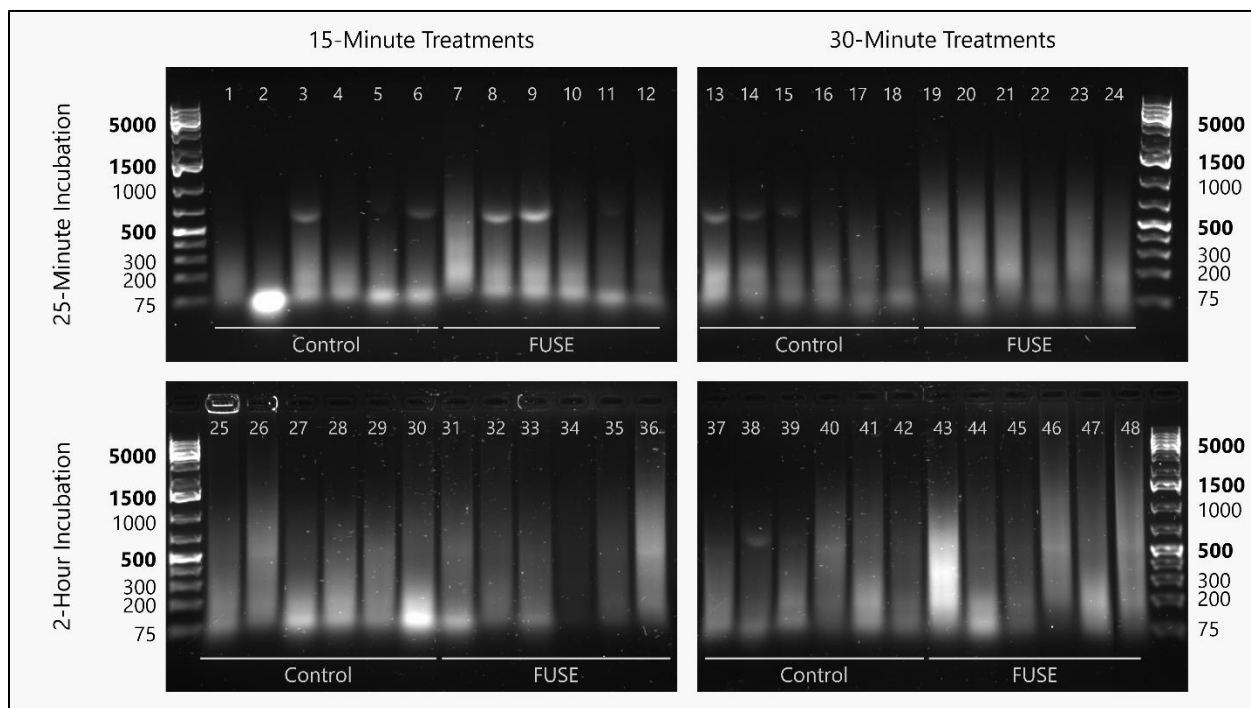 15-Minute Treatments
30-Minute Treatments
25-Minute Incubation
5000
1500
1000
500
300
200
75
1 2 3 4 5 6 7 8 9 10 11 12
Control FUSE
13 14 15 16 17 18 19 20 21 22 23 24
Control FUSE
5000
1500
1000
500
300
200
75
2-Hour Incubation
5000
1500
1000
500
300
200
75
25 26 27 28 29 30 31 32 33 34 35 36
Control FUSE
37 38 39 40 41 42 43 44 45 46 47 48
Control FUSE
5000
1500
1000
500
300
200
75